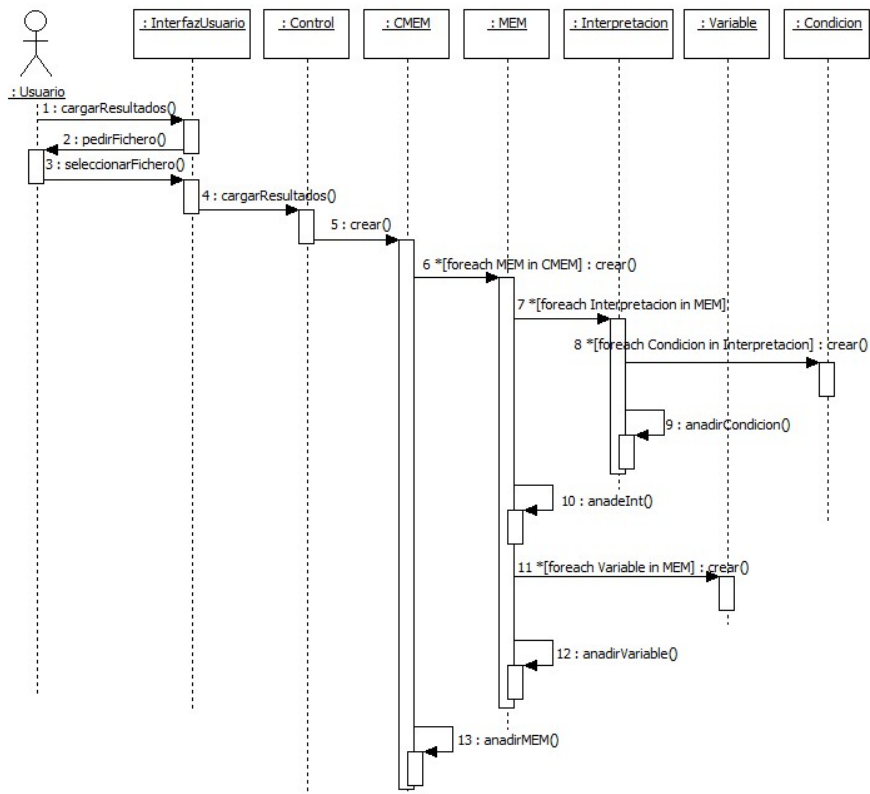 : InterfazUsuario
: Control
: CMEM
: MEM
: Interpretacion
: Variable
: Condicion
: Usuario
1 : cargarResultados()
2 : pedirFichero()
3 : seleccionarFichero()
4 : cargarResultados()
5 : crear()
6 *[foreach MEM in CMEM] : crear()
7 *[foreach Interpretacion in MEM]
8 *[foreach Condicion in Interpretacion] : crear()
9 : anadirCondicion()
10 : anadeInt()
11 *[foreach Variable in MEM] : crear()
12 : anadirVariable()
13 : anadirMEM()